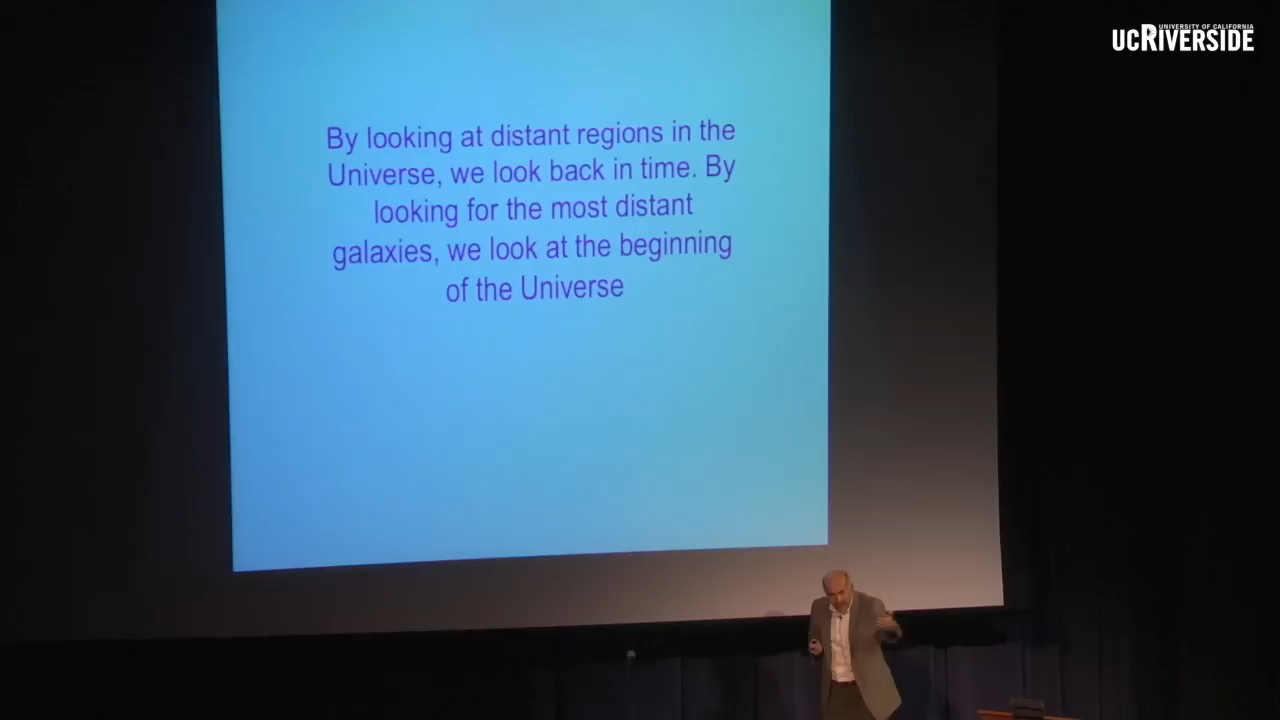 UNIVERSITY OF CALIFORNIA
UCRIVERSIDE
By looking at distant regions in the
Universe, we look back in time. By
looking for the most distant
galaxies, we look at the beginning
of the Universe